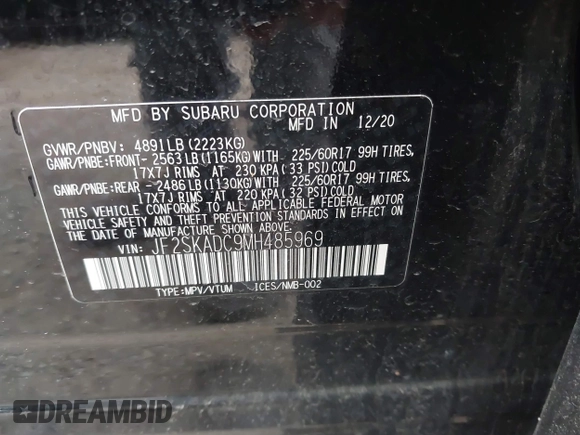 MFD BY SUBARU CORPORATION
MFD IN 12/20
GVWR/PNBV: 4891LB(2223KG)
GAWR/PNBE:FRONT- 2563LB(1165KG)WITH 225/60R17 99H TIRES,
17X7J RIMS AT 230 KPA(33 PSI)COLD
GAWR/PNBE:REAR -2486LB(1130KG)WITH 225/60R17 99H TIRES,
17X7J RIMS AT 220 KPA(32 PSI)COLD
THIS VEHICLE CONFORMS TO ALL APPLICABLE FEDERAL MOTOR
VEHICLE SAFETY AND THEFT PREVENTION STANDARDS
IN EFFECT ON THE DATE OF MANUFACTURE SHOWN ABOVE.
VIN: JF2SKADC9MH485969
TYPE:MPV/VTUM ICES/NMB-002
DREAMBID